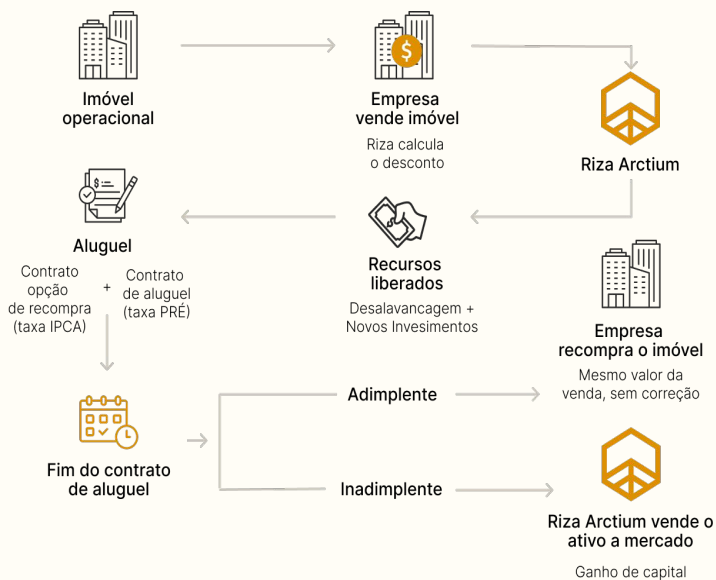 Imóvel
operacional
Empresa
vende imóvel
Riza calcula
o desconto
$
Riza Arctium
Recursos
liberados
Desalavancagem +
Novos Invesimentos
$
Aluguel
Contrato
opção
de recompra
(taxa IPCA)
+
Contrato
de aluguel
(taxa PRÉ)
Fim do contrato
de aluguel
Adimplente
Empresa
recompra o imóvel
Mesmo valor da
venda, sem correção
Inadimplente
Riza Arctium vende o
ativo a mercado
Ganho de capital